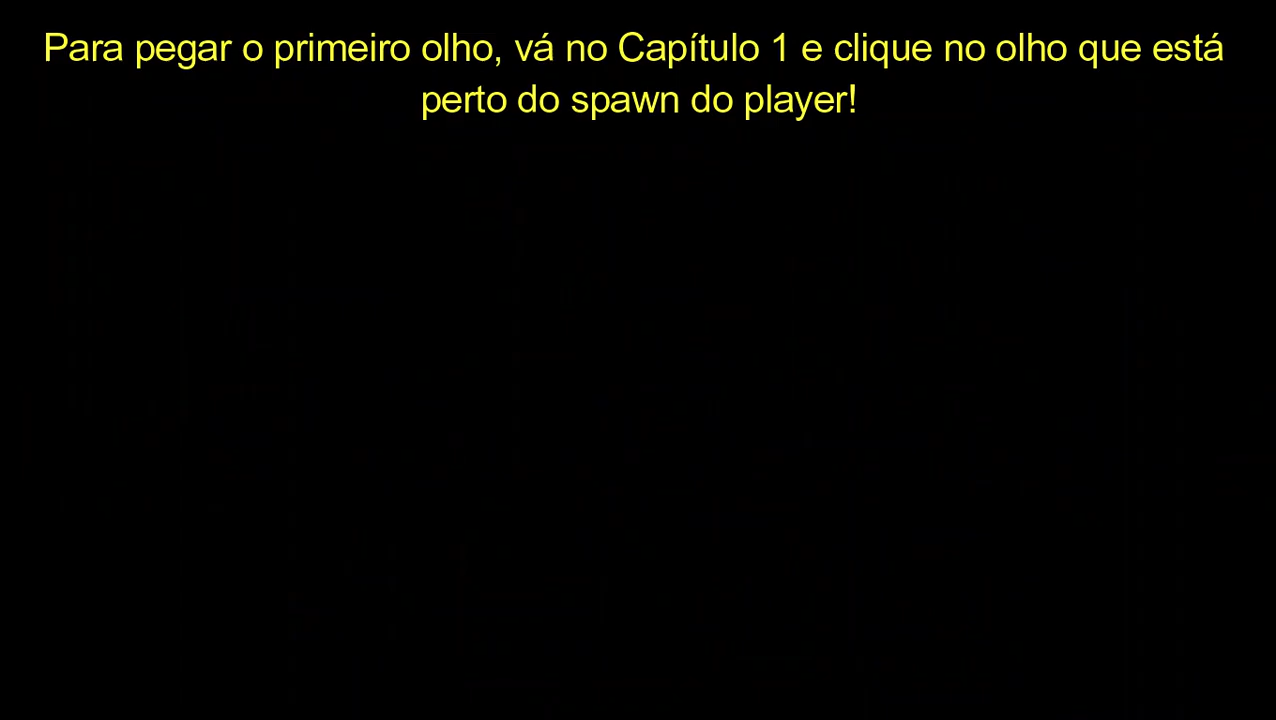 Para pegar o primeiro olho, vá no Capítulo 1 e clique no olho que está
perto do spawn do player!